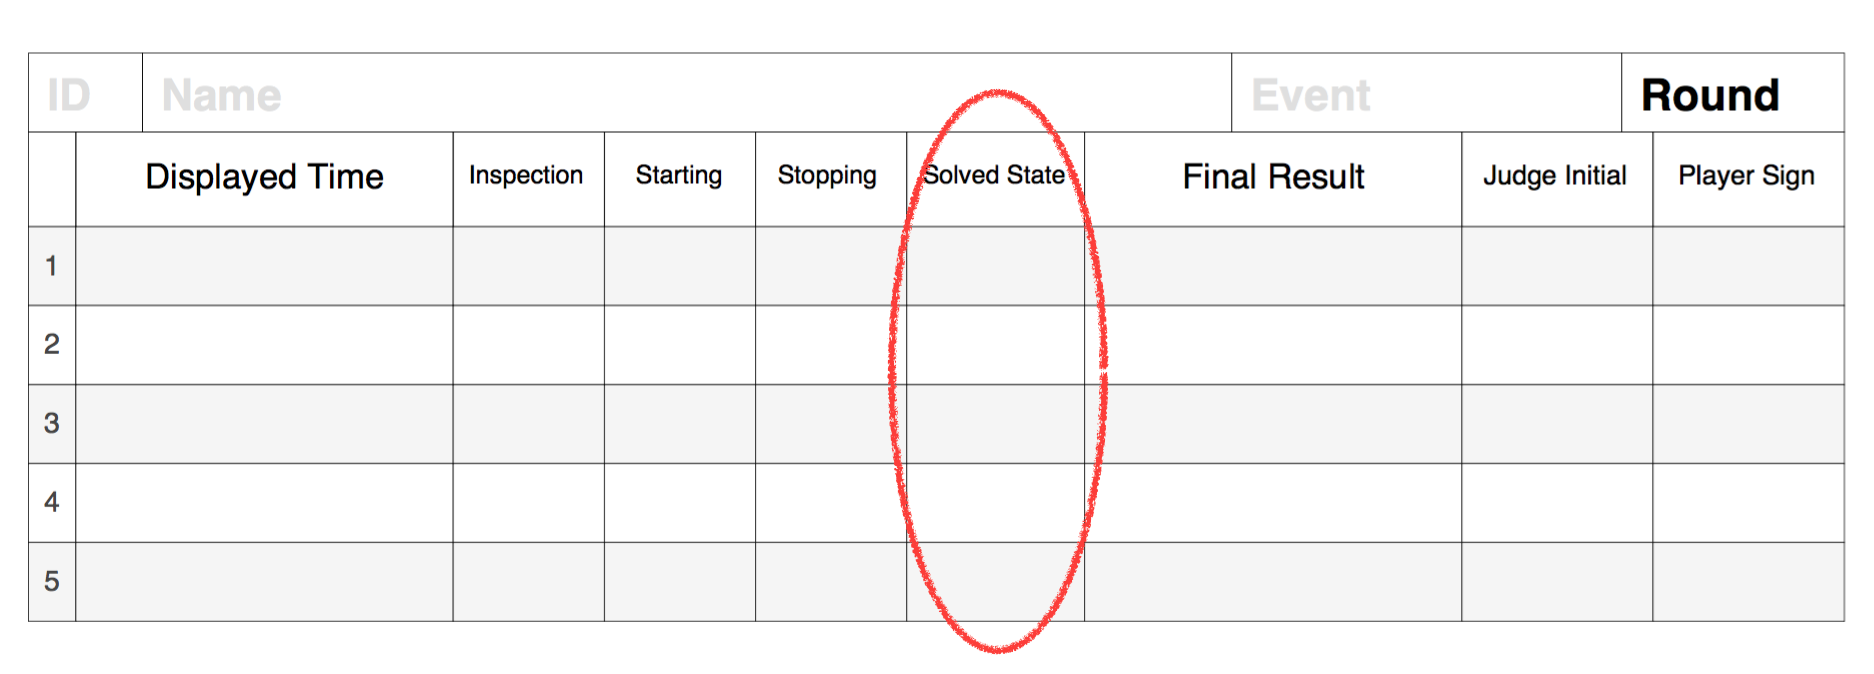 ID Name Event Round
Displayed Time Inspection Starting Stopping Solved State Final Result Judge Initial Player Sign
1
2
3
4
5